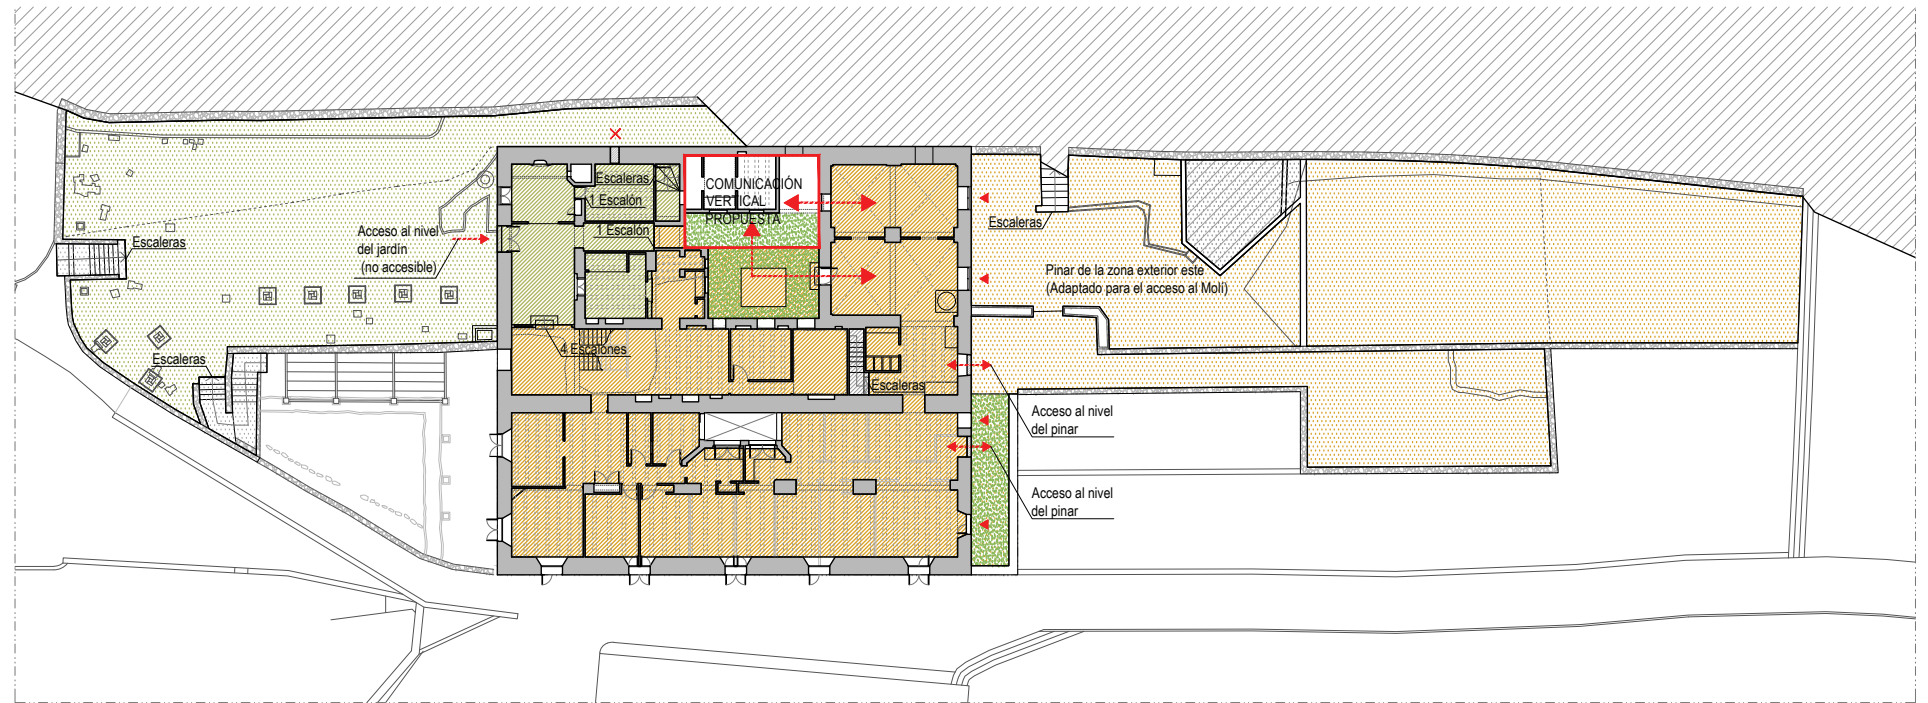 Escaleras
COMUNICACIÓN
VERTICAL
PROPUESTA
1 Escalón
1 Escalón
Acceso al nivel
del jardín
(no accesible)
Escaleras
Escaleras
4 Escalones
Escaleras
Escaleras
Pinar de la zona exterior este
(Adaptado para el acceso al Molí)
Acceso al nivel
del pinar
Acceso al nivel
del pinar